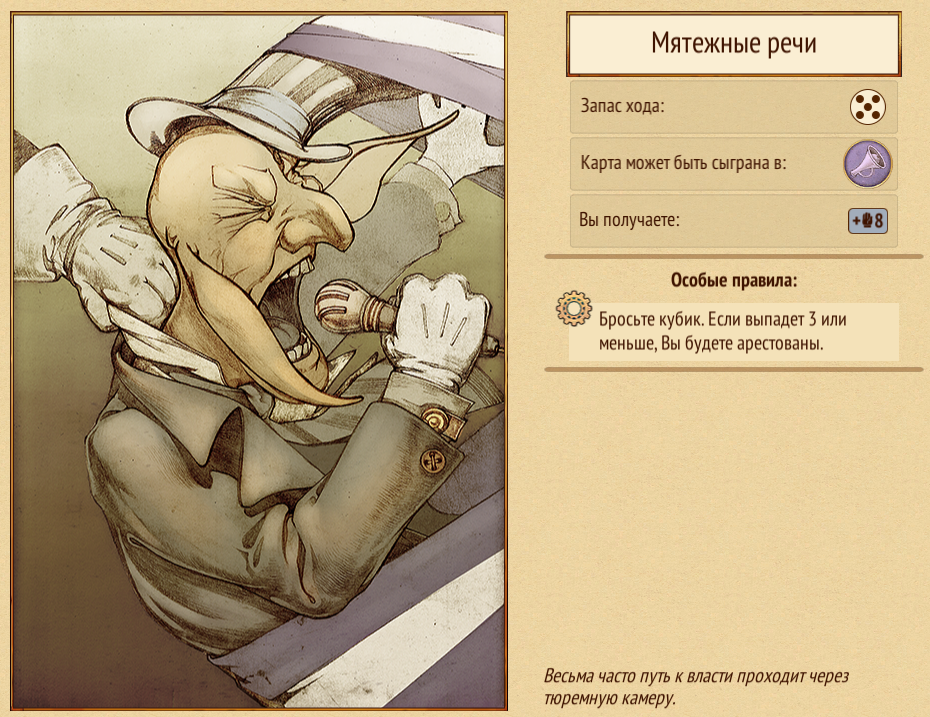 Мятежные речи
Запас хода:
Карта может быть сыграна в:
Вы получаете:
+8
Особые правила:
Бросьте кубик. Если выпадет 3 или
меньше, Вы будете арестованы.
Весьма часто путь к власти проходит через
тюремную камеру.